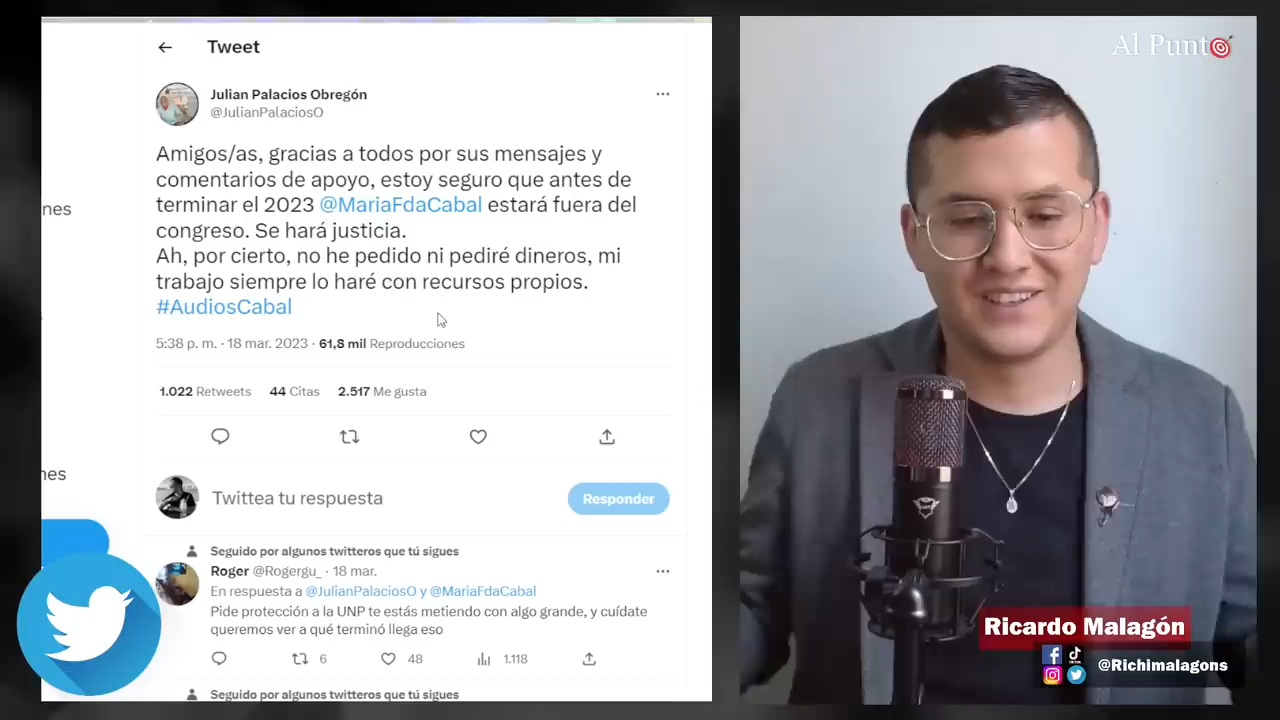 Tweet
Julian Palacios Obregón
@JulianPalaciosO
Amigos/as, gracias a todos por sus mensajes y
comentarios de apoyo, estoy seguro que antes de
terminar el 2023 @MariaFdaCabal estará fuera del
congreso. Se hará justicia.
Ah, por cierto, no he pedido ni pediré dineros, mi
trabajo siempre lo haré con recursos propios.
#AudiosCabal
5:38 p. m. · 18 mar. 2023 · 61,8 mil Reproducciones
1.022 Retweets 44 Citas 2.517 Me gusta
Twittea tu respuesta
Responder
Seguido por algunos twitteros que tú sigues
Roger @Rogergu_ · 18 mar.
En respuesta a @JulianPalaciosO y @MariaFdaCabal
Pide protección a la UNP te estás metiendo con algo grande, y cuídate
queremos ver a qué terminó llega eso
6 48 1.118
Seguido por algunos twitteros que tú sigues
nes
nes
Al Punto
Ricardo Malagón
@Richimalagons